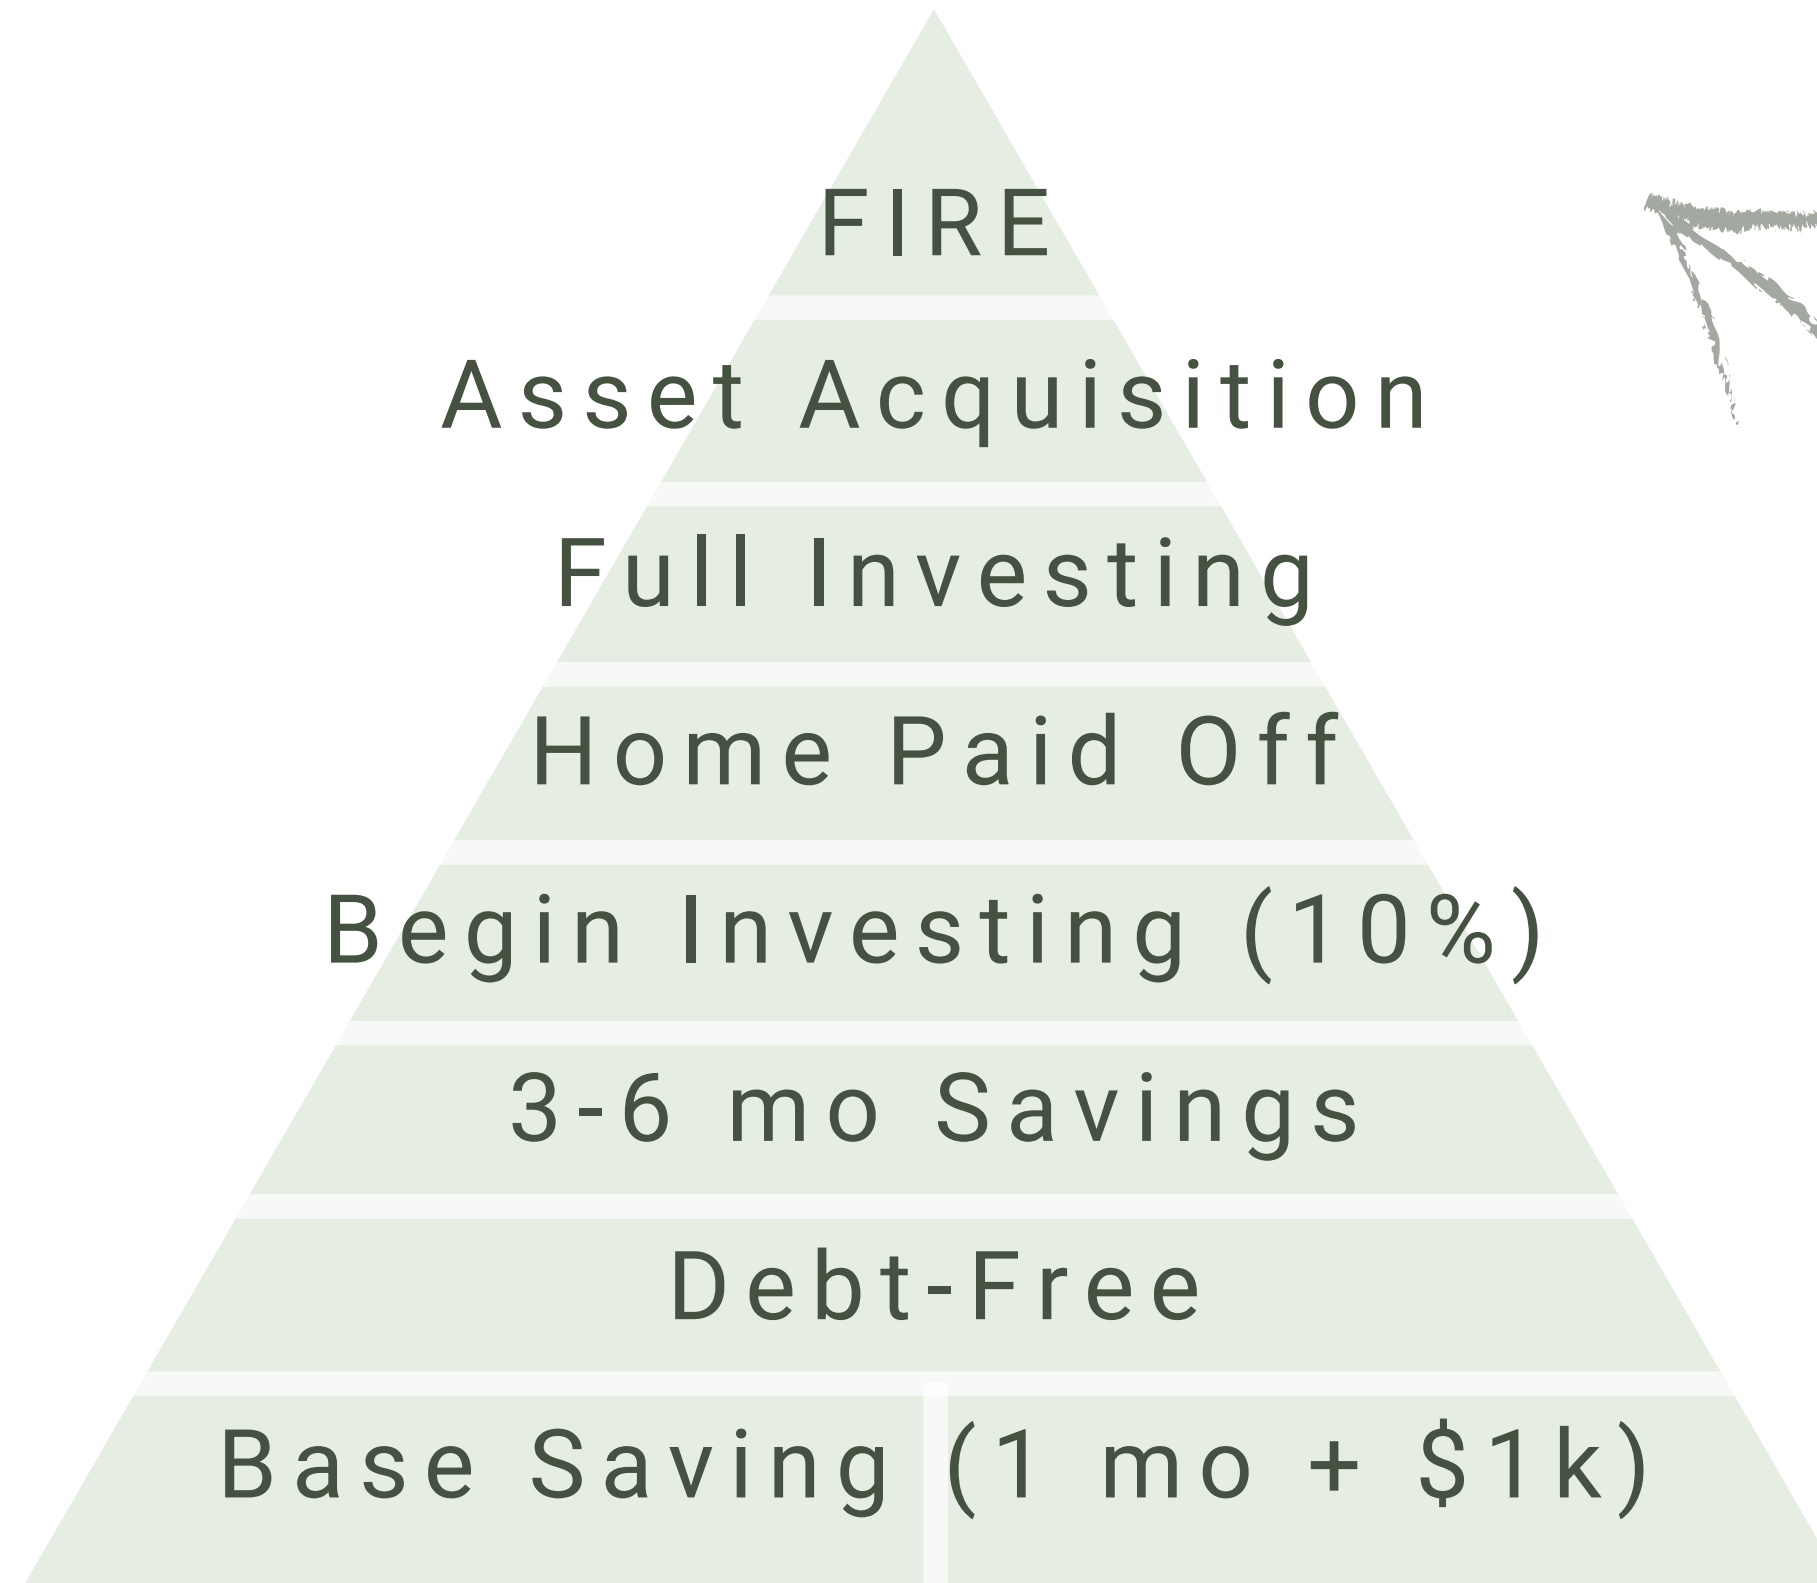 FIRE
Asset Acquisition
Full Investing
Home Paid Off
Begin Investing (10%)
3-6 mo Savings
Debt-Free
Base Saving (1 mo + $1k)